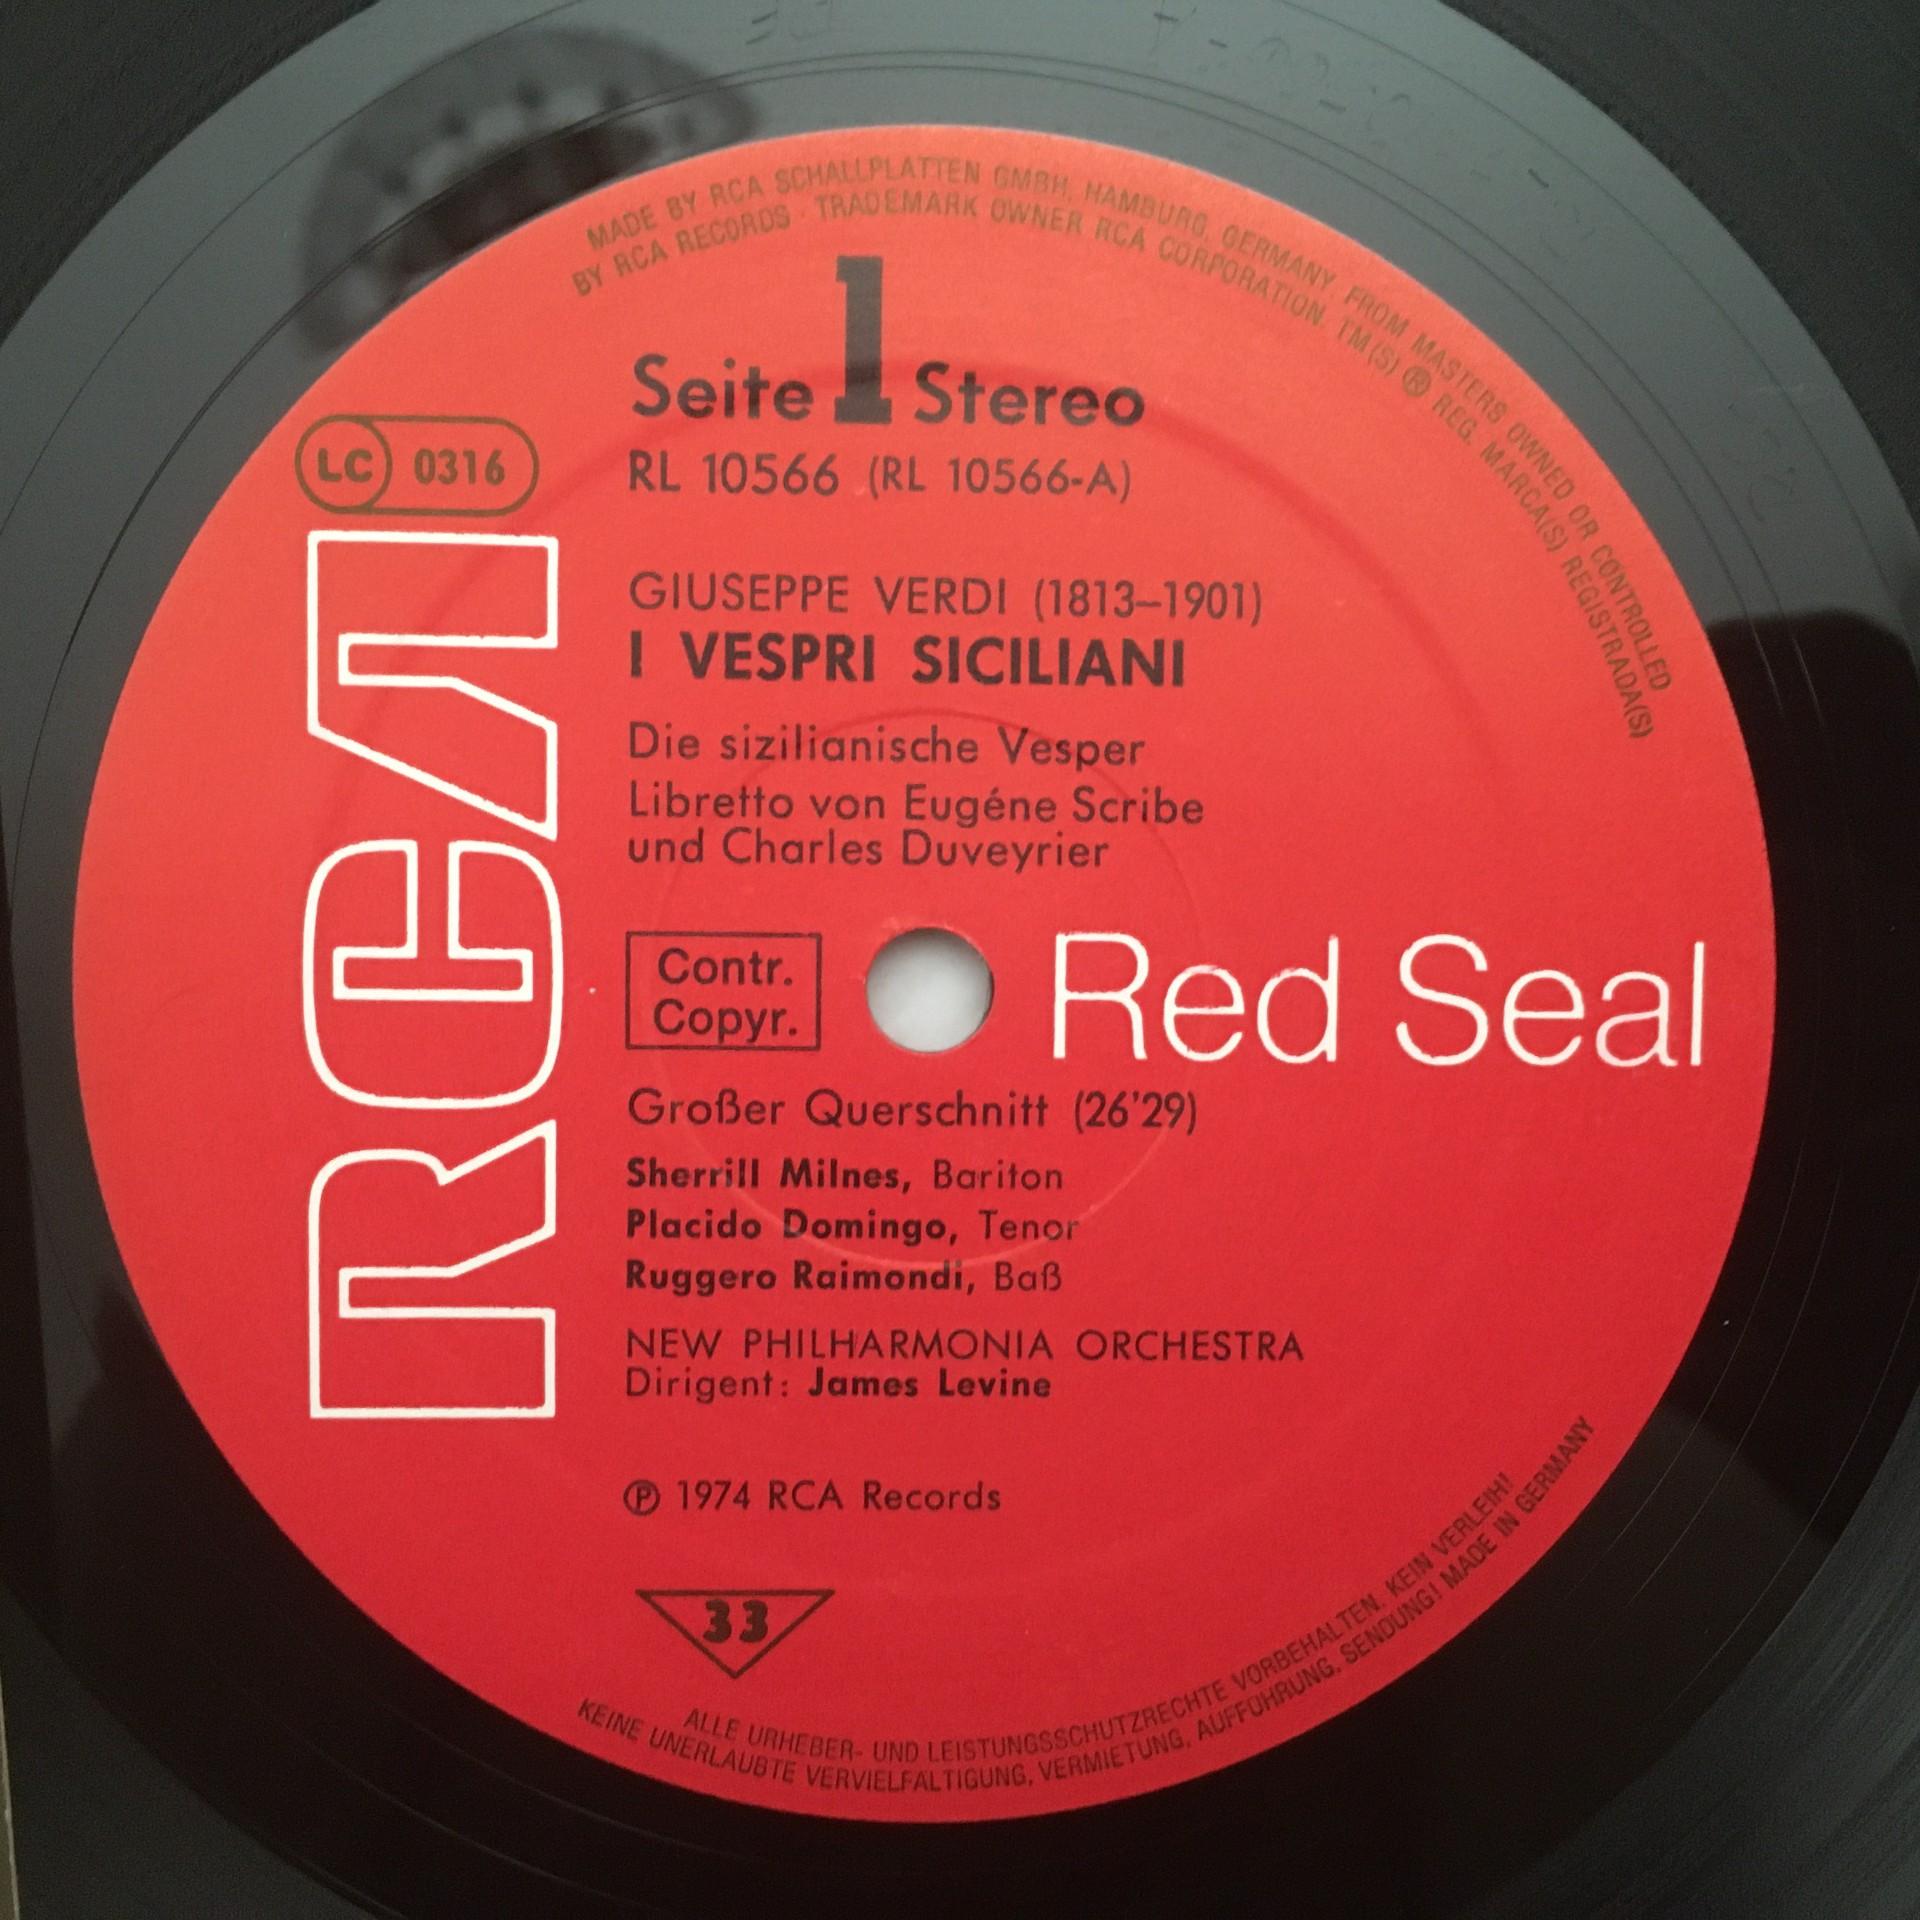 MADE BY RCA SCHALLPLATTEN GMBH, HAMBURG, GERMANY, FROM MASTERS OWNED OR CONTROLLED
BY RCA RECORDS · TRADEMARK OWNER RCA CORPORATION. TM(S) ® REG. MARCA(S) REGISTRADA(S)
Seite 1 Stereo
LC 0316
RL 10566 (RL 10566-A)
RCA
GIUSEPPE VERDI (1813–1901)
I VESPRI SICILIANI
Die sizilianische Vesper
Libretto von Eugéne Scribe
und Charles Duveyrier
Contr.
Copyr.
Red Seal
Großer Querschnitt (26'29)
Sherrill Milnes, Bariton
Placido Domingo, Tenor
Ruggero Raimondi, Baß
NEW PHILHARMONIA ORCHESTRA
Dirigent: James Levine
℗ 1974 RCA Records
33
ALLE URHEBER- UND LEISTUNGSSCHUTZRECHTE VORBEHALTEN. KEIN VERLEIH!
KEINE UNERLAUBTE VERVIELFÄLTIGUNG, VERMIETUNG, AUFFÜHRUNG, SENDUNG! MADE IN GERMANY